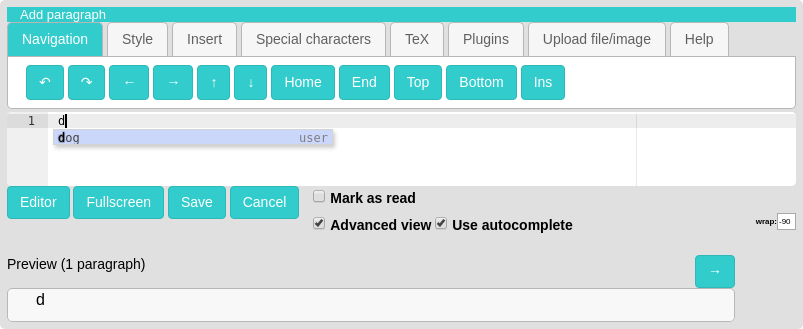 Add paragraph
Navigation Style Insert Special characters TeX Plugins Upload file/image Help
↶ ↷ ← → ↑ ↓ Home End Top Bottom Ins
1 d
dog user
Editor Fullscreen Save Cancel
Mark as read
Advanced view Use autocomplete wrap: -90
Preview (1 paragraph) →
d